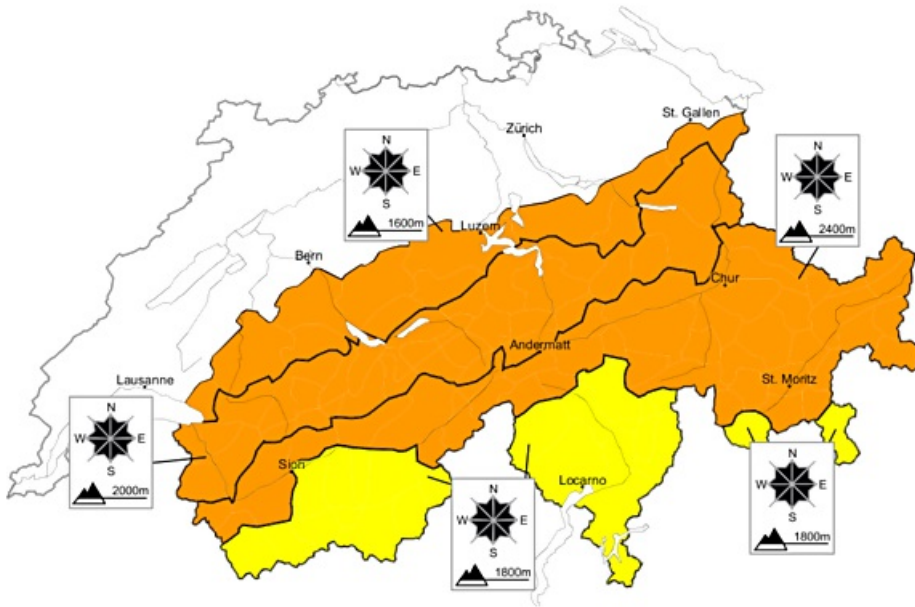 St. Gallen
Zürich
N
W E
S
1600m
N
W E
S
2400m
Luzern
Bern
Chur
Andermatt
Lausanne
St. Moritz
N
W E
S
2000m
Sion
Locarno
N
W E
S
1800m
N
W E
S
1800m